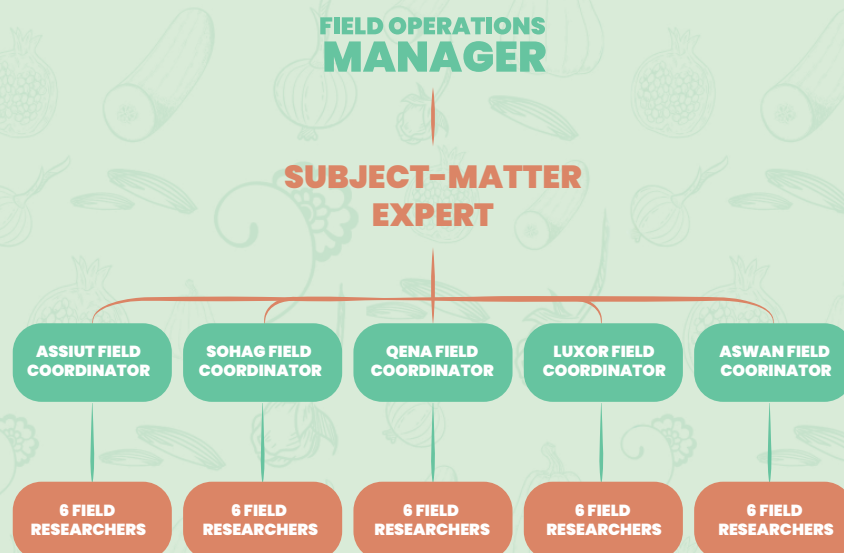 FIELD OPERATIONS
MANAGER
SUBJECT-MATTER
EXPERT
ASSIUT FIELD
COORDINATOR
SOHAG FIELD
COORDINATOR
QENA FIELD
COORDINATOR
LUXOR FIELD
COORDINATOR
ASWAN FIELD
COORINATOR
6 FIELD
RESEARCHERS
6 FIELD
RESEARCHERS
6 FIELD
RESEARCHERS
6 FIELD
RESEARCHERS
6 FIELD
RESEARCHERS